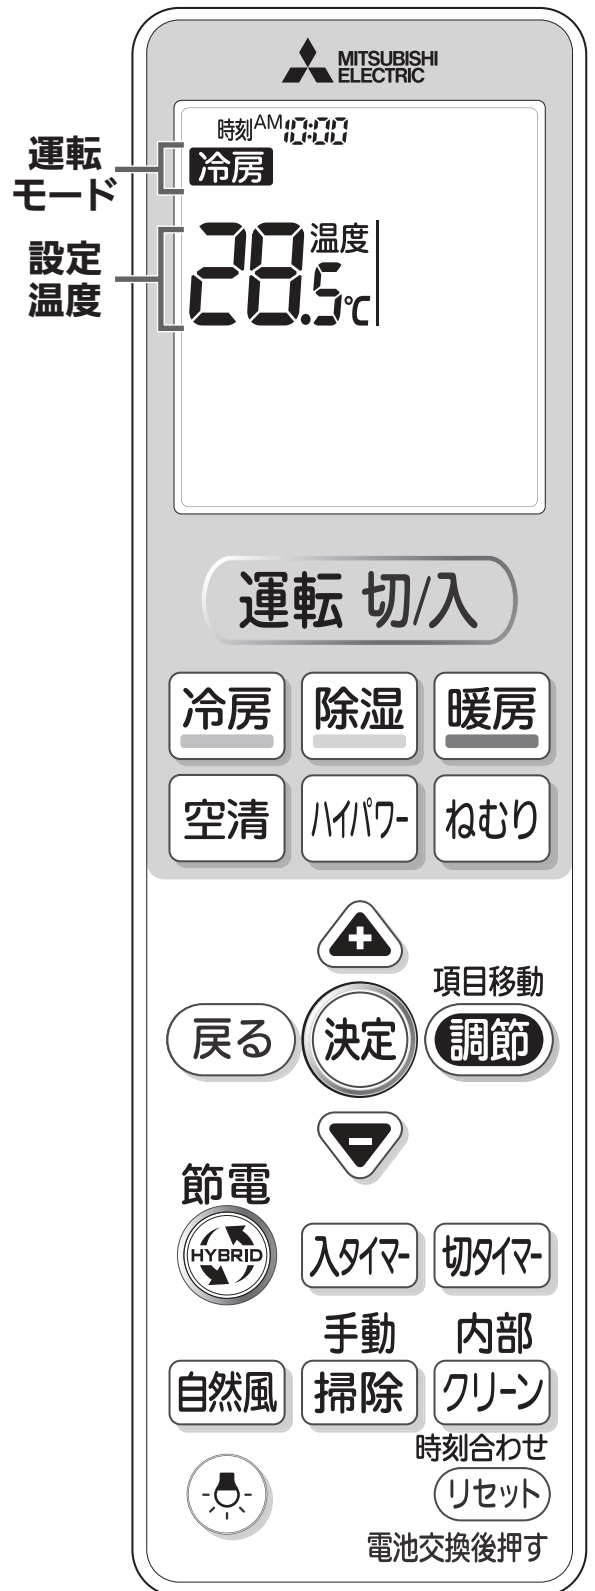 MITSUBISHI
ELECTRIC
時刻AM10:00
運転
モード
冷房
設定
温度
28.5℃
温度
運転 切/入
冷房 除湿 暖房
空清 ハイパワー ねむり
+
項目移動
戻る 決定 調節
-
節電
HYBRID 入タイマー 切タイマー
手動 内部
自然風 掃除 クリーン
時刻合わせ
リセット
電池交換後押す